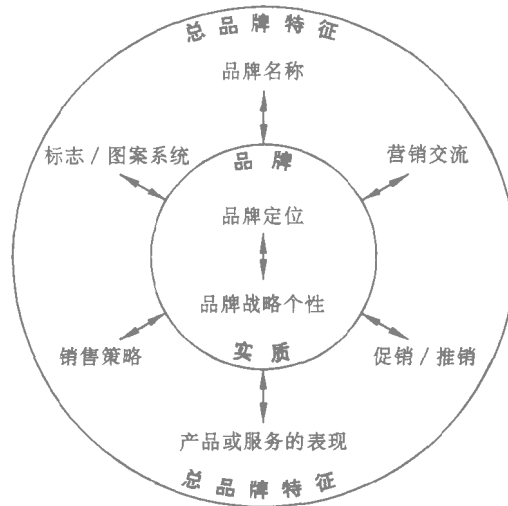 总品牌特征
品牌名称
标志 / 图案系统
营销交流
品牌
品牌定位
品牌战略个性
实质
销售策略
促销 / 推销
产品或服务的表现
总品牌特征